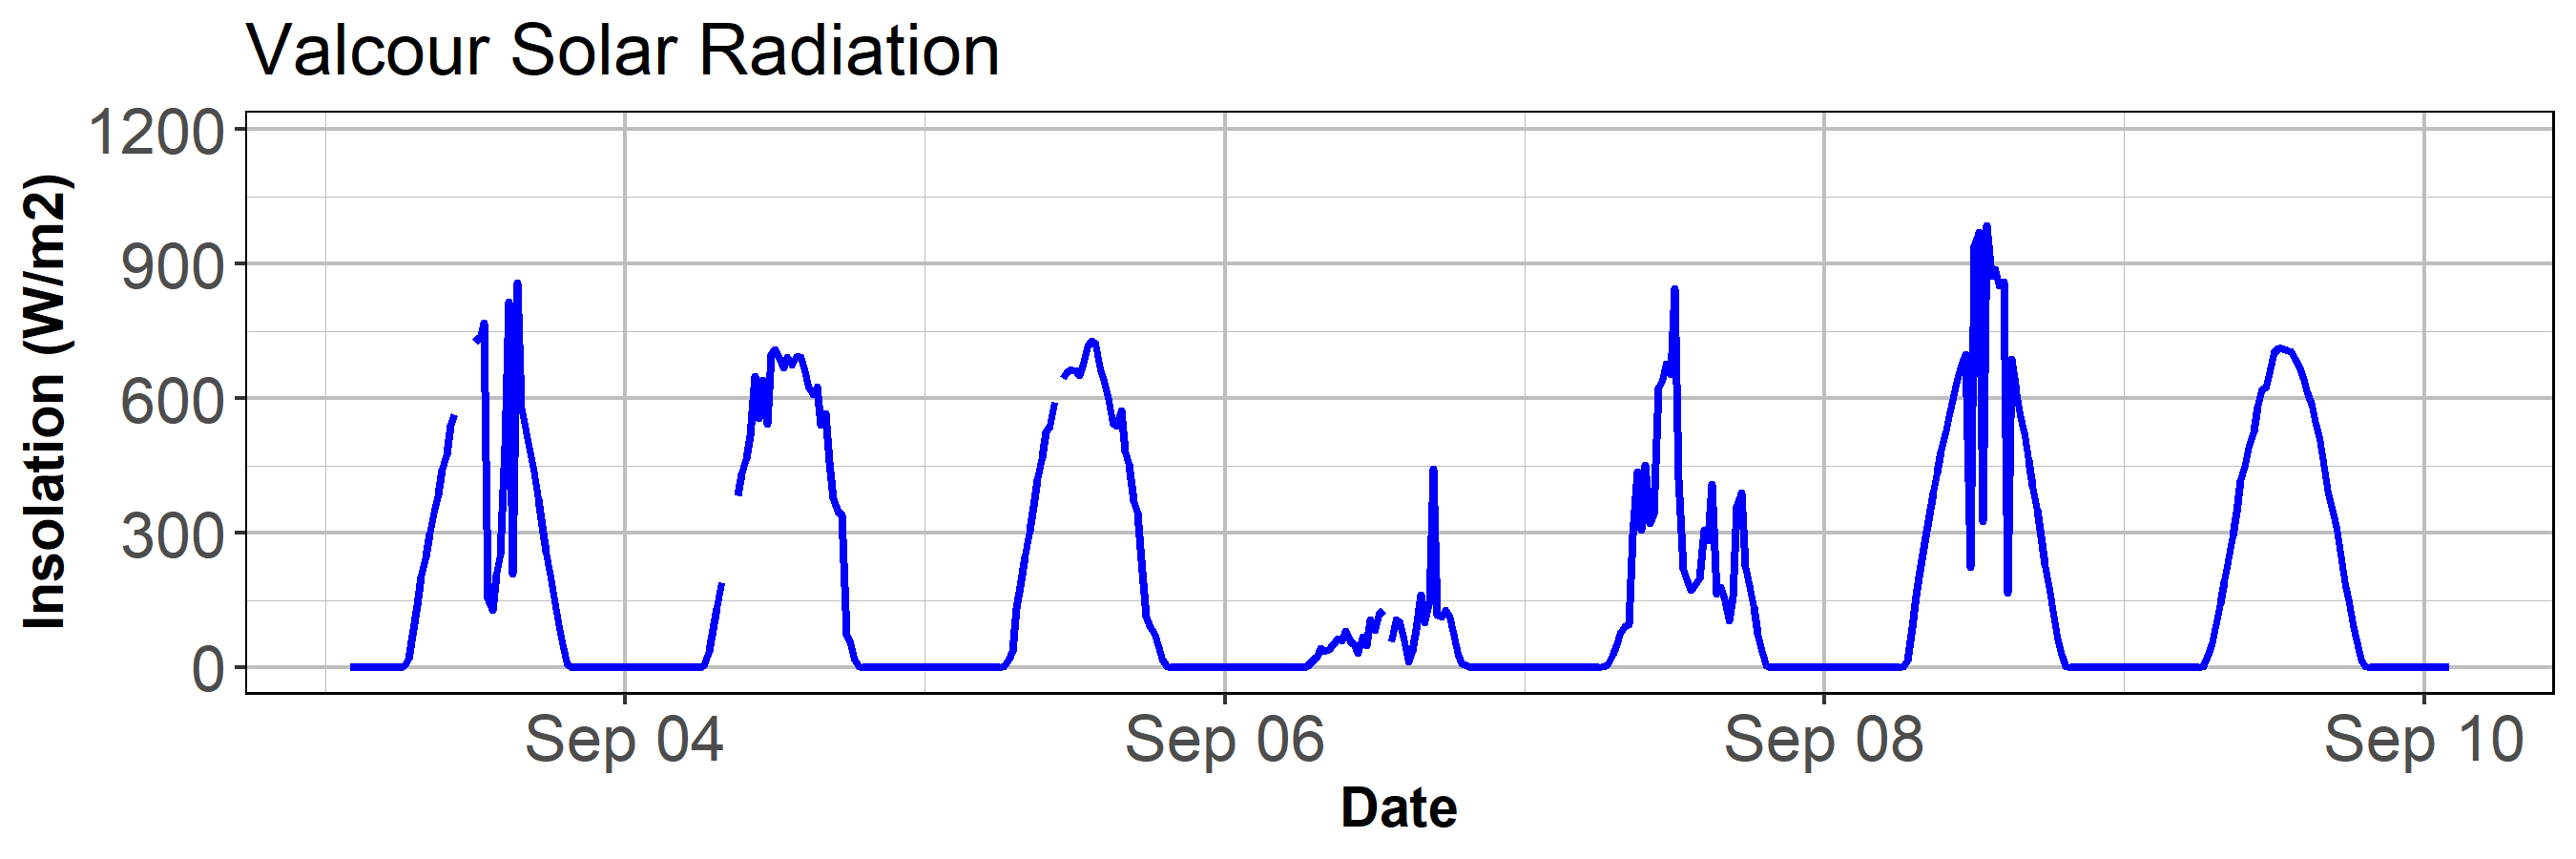 Valcour Solar Radiation
Insolation (W/m2)
1200
900
600
300
0
Sep 04 Sep 06 Sep 08 Sep 10
Date